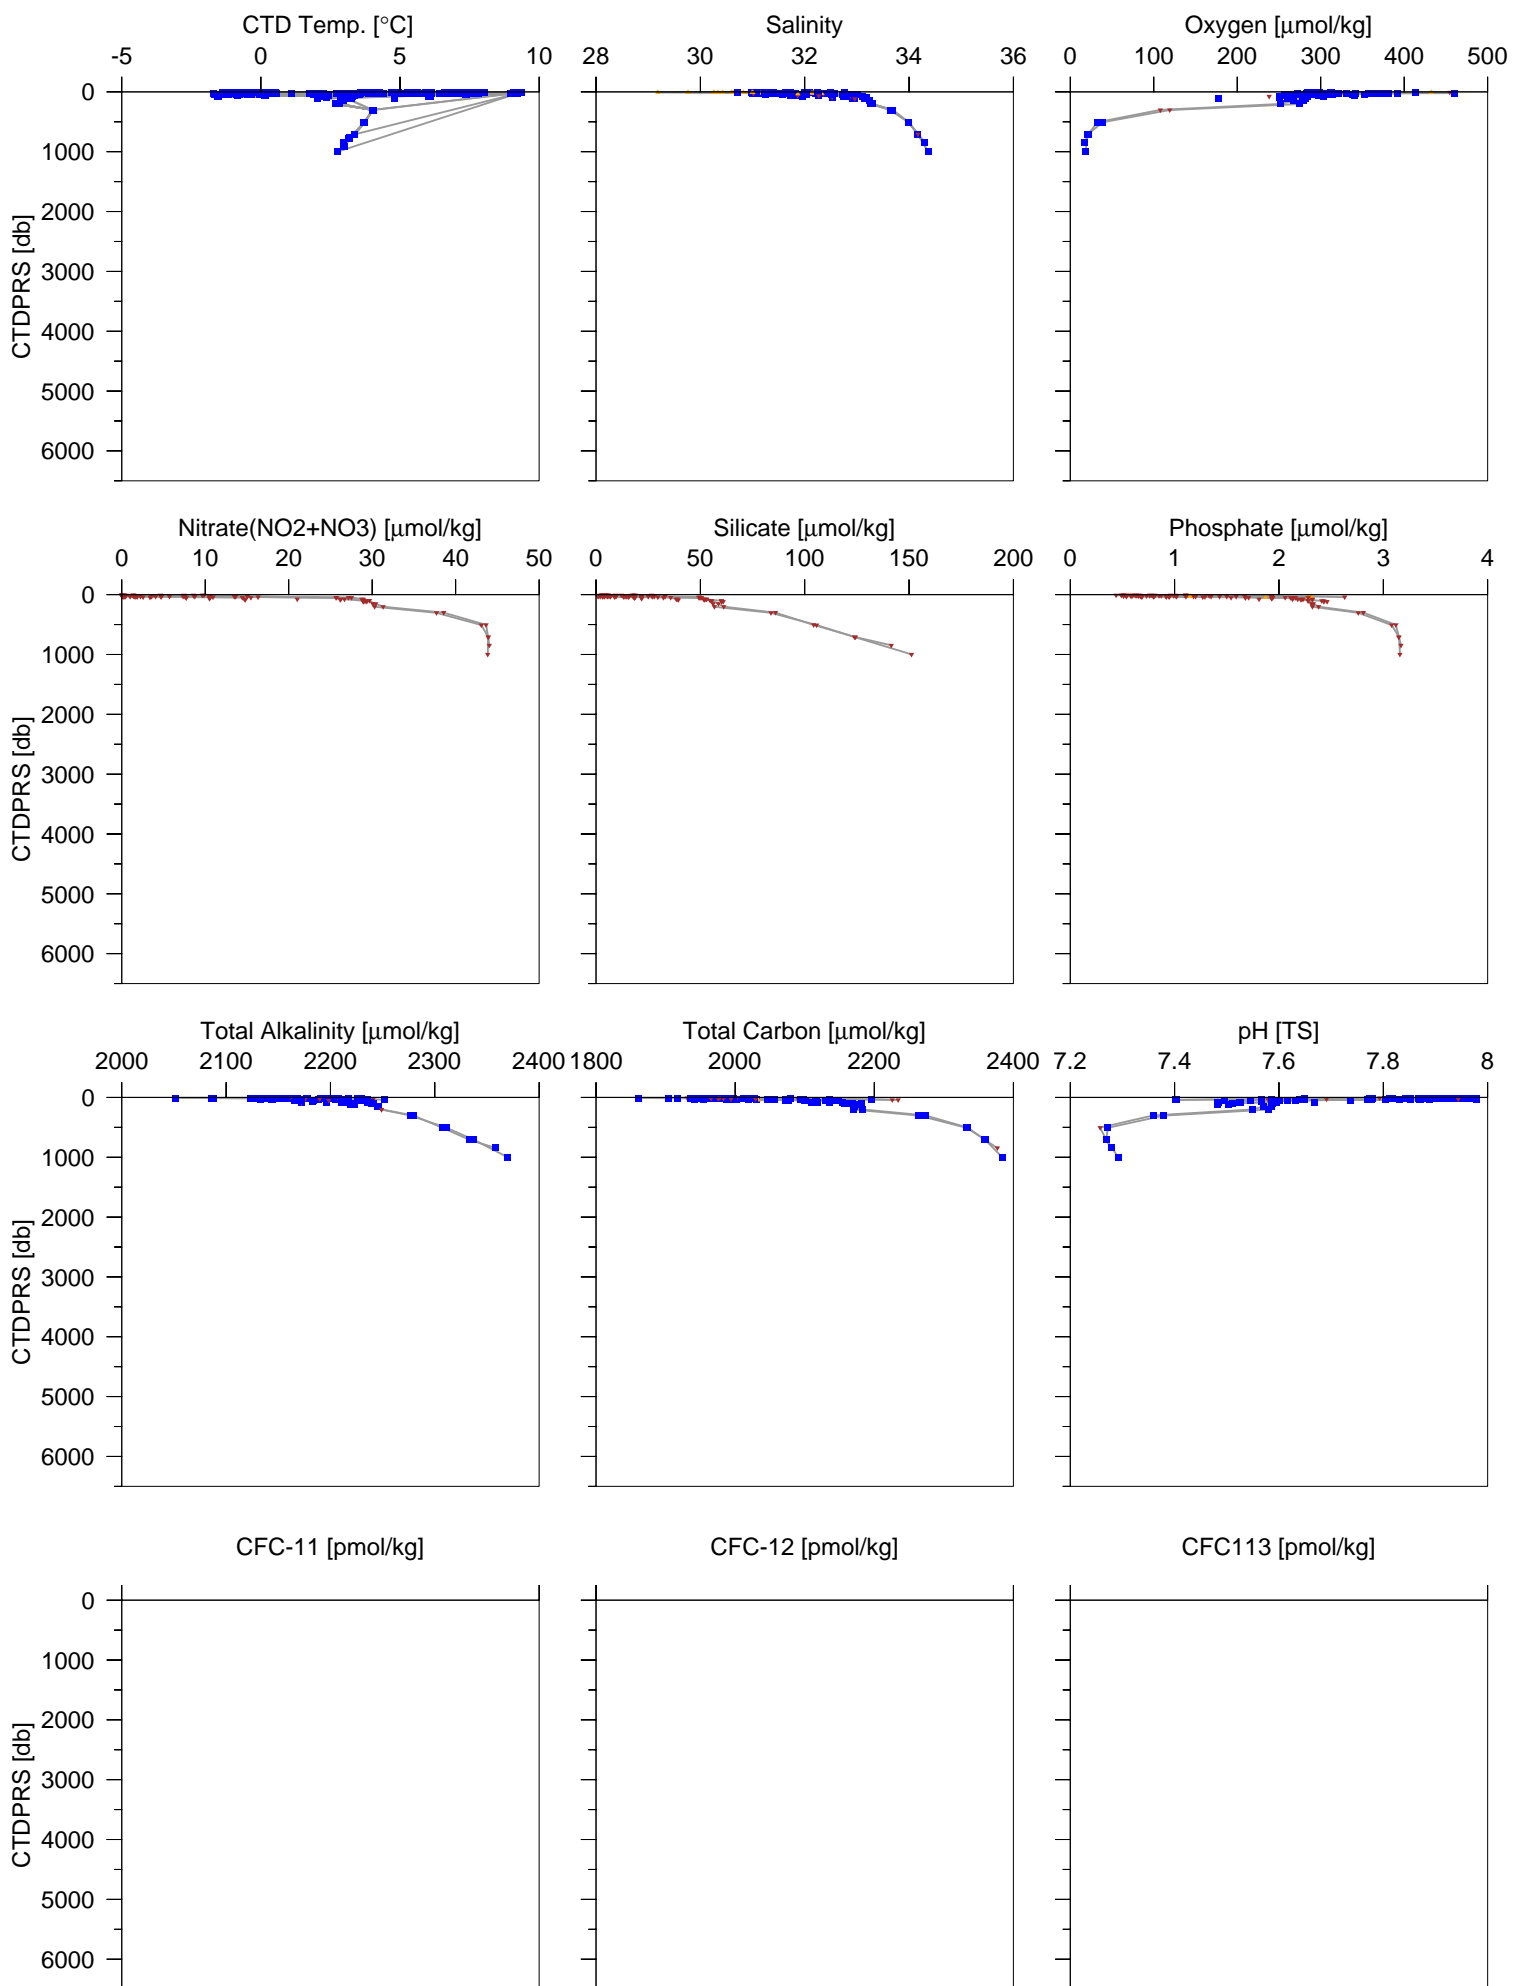 CTD Temp. [°C] Salinity Oxygen [μmol/kg]
-5 0 5 10 28 30 32 34 36 0 100 200 300 400 500
0
1000
2000
3000
4000
5000
6000
CTDPRS [db]
Nitrate(NO2+NO3) [μmol/kg] Silicate [μmol/kg] Phosphate [μmol/kg]
0 10 20 30 40 50 0 50 100 150 200 0 1 2 3 4
0
1000
2000
3000
4000
5000
6000
CTDPRS [db]
Total Alkalinity [μmol/kg] Total Carbon [μmol/kg] pH [TS]
2000 2100 2200 2300 2400 1800 2000 2200 2400 7.2 7.4 7.6 7.8 8
0
1000
2000
3000
4000
5000
6000
CTDPRS [db]
CFC-11 [pmol/kg] CFC-12 [pmol/kg] CFC113 [pmol/kg]
0
1000
2000
3000
4000
5000
6000
CTDPRS [db]